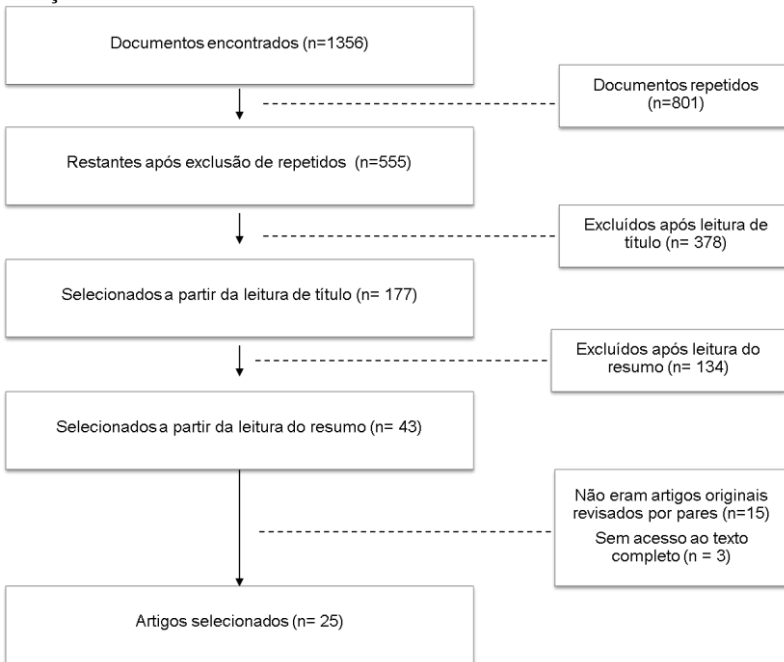 Documentos encontrados (n=1356)
Documentos repetidos
(n=801)
Restantes após exclusão de repetidos (n=555)
Excluídos após leitura de
título (n= 378)
Selecionados a partir da leitura de título (n= 177)
Excluídos após leitura do
resumo (n= 134)
Selecionados a partir da leitura do resumo (n= 43)
Não eram artigos originais
revisados por pares (n=15)
Sem acesso ao texto
completo (n = 3)
Artigos selecionados (n= 25)